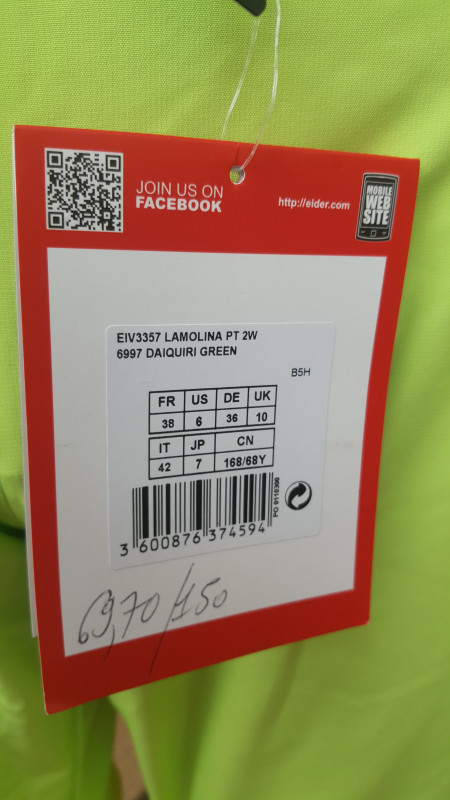 JOIN US ON
FACEBOOK
http://eider.com
MOBILE
WEB
SITE
EIV3357 LAMOLINA PT 2W
6997 DAIQUIRI GREEN
B5H
FR US DE UK
38 6 36 10
IT JP CN
42 7 168/68Y
PO 0110300
3 600876 374594
69,70/150